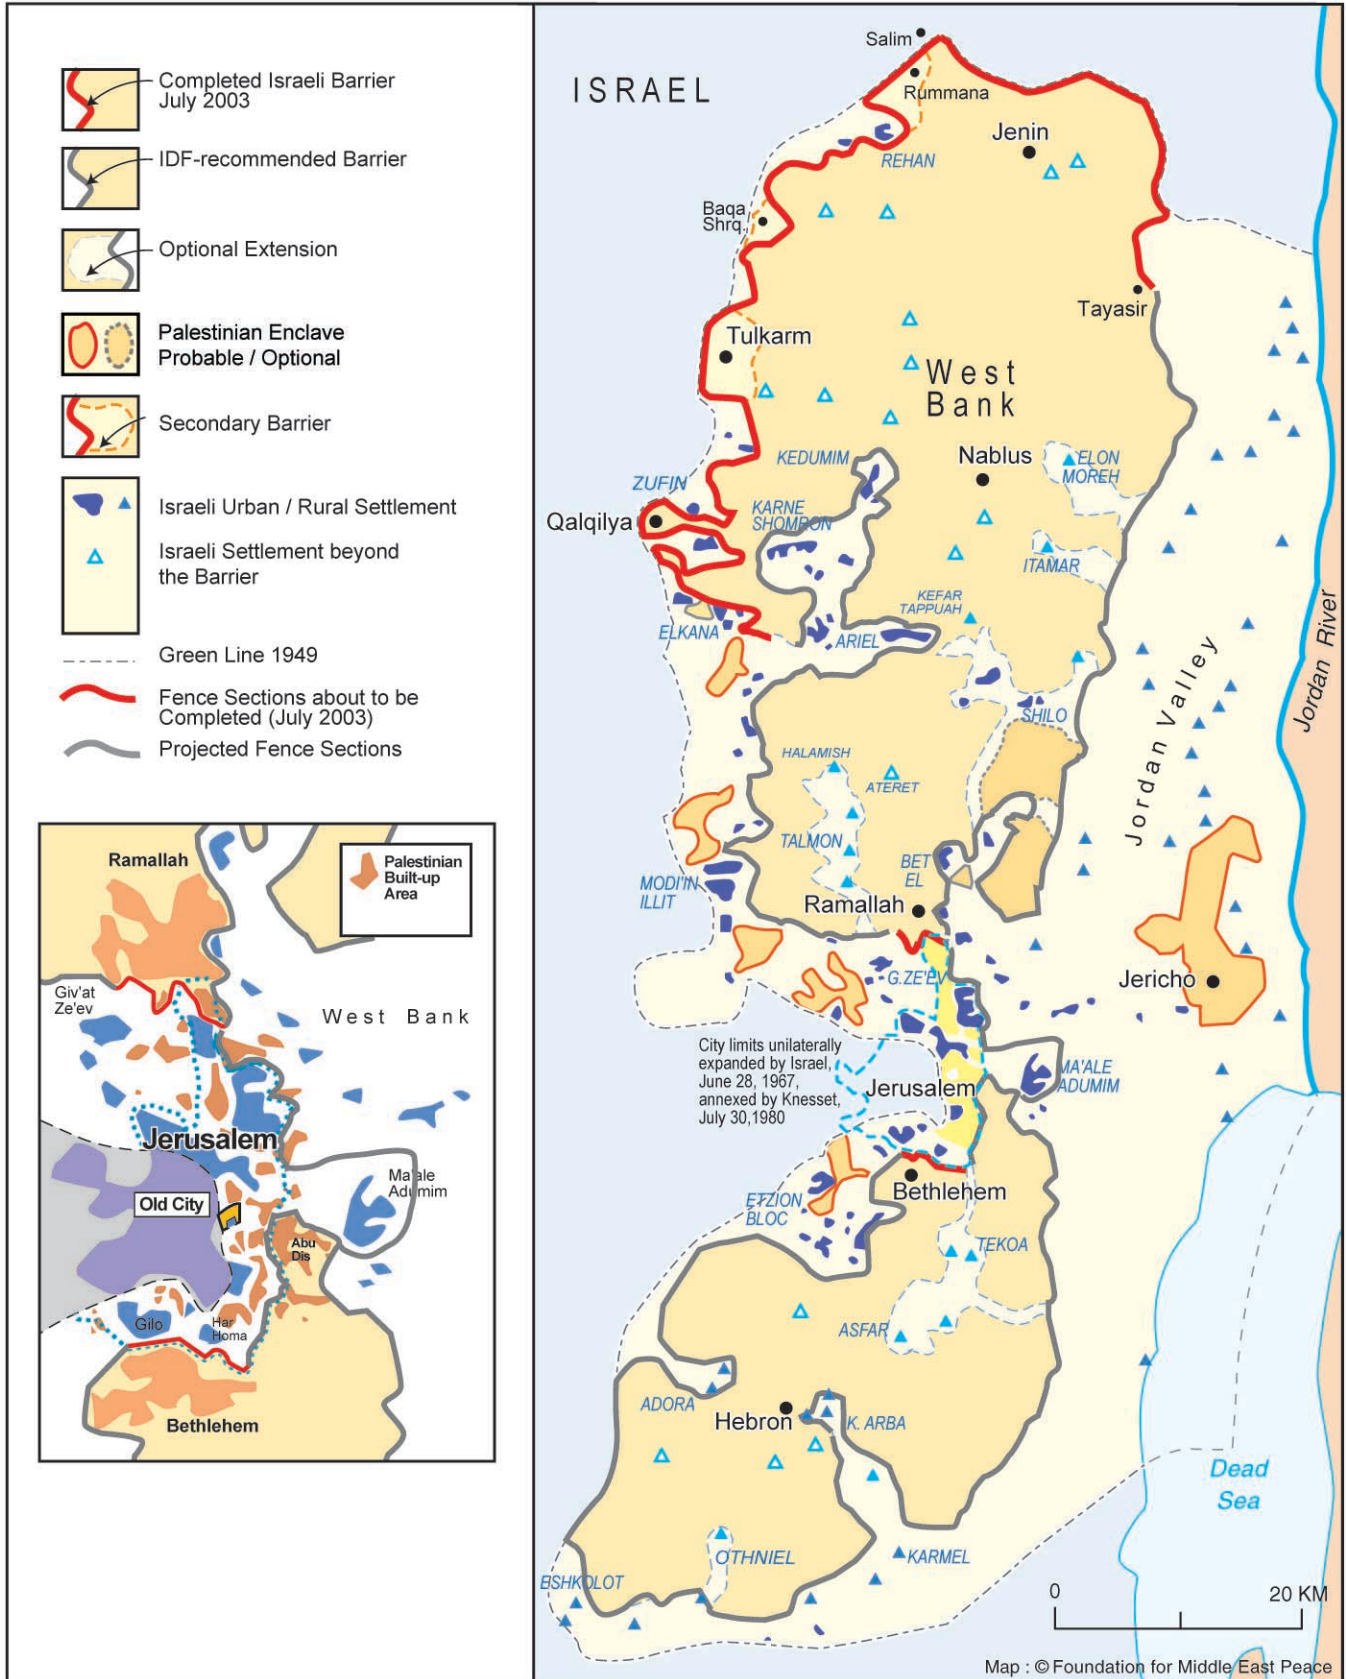 Completed Israeli Barrier
July 2003
IDF-recommended Barrier
Optional Extension
Palestinian Enclave
Probable / Optional
Secondary Barrier
Israeli Urban / Rural Settlement
Israeli Settlement beyond
the Barrier
Green Line 1949
Fence Sections about to be
Completed (July 2003)
Projected Fence Sections
Ramallah
Palestinian
Built-up
Area
Giv'at
Ze'ev
West Bank
Jerusalem
Ma'ale
Adumim
Old City
Abu
Dis
Gilo
Har
Homa
Bethlehem
ISRAEL
Salim
Rummana
Jenin
REHAN
Baqa
Shrq.
Tayasir
Tulkarm
West
Bank
KEDUMIM
Nablus
ELON
MOREH
ZUFIN
KARNE
SHOMRON
Qalqilya
ITAMAR
KEFAR
TAPPUAH
ELKANA
ARIEL
SHILO
Jordan Valley
Jordan River
HALAMISH
ATERET
TALMON
BET
EL
MODI'IN
ILLIT
Ramallah
G.ZE'EV
Jericho
City limits unilaterally
expanded by Israel,
June 28, 1967,
annexed by Knesset,
July 30,1980
Jerusalem
MA'ALE
ADUMIM
Bethlehem
ETZION
BLOC
TEKOA
ASFAR
ADORA
Hebron
K. ARBA
Dead
Sea
OTHNIEL
KARMEL
ESHKOLOT
0
20 KM
Map : © Foundation for Middle East Peace